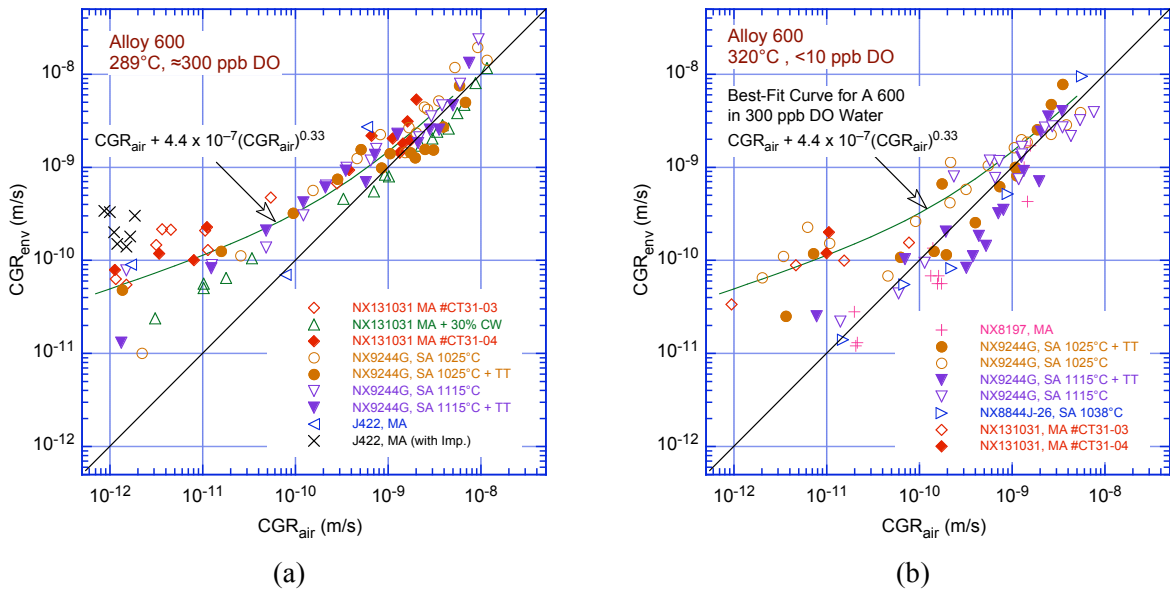 Alloy 600
289°C, ≈300 ppb DO
CGR_air + 4.4 x 10⁻⁷(CGR_air)⁰·³³
NX131031 MA #CT31-03
NX131031 MA + 30% CW
NX131031 MA #CT31-04
NX9244G, SA 1025°C
NX9244G, SA 1025°C + TT
NX9244G, SA 1115°C
NX9244G, SA 1115°C + TT
J422, MA
J422, MA (with Imp.)
CGR_env (m/s)
10⁻⁸
10⁻⁹
10⁻¹⁰
10⁻¹¹
10⁻¹²
10⁻¹² 10⁻¹¹ 10⁻¹⁰ 10⁻⁹ 10⁻⁸
CGR_air (m/s)
(a)
Alloy 600
320°C , <10 ppb DO
Best-Fit Curve for A 600
in 300 ppb DO Water
CGR_air + 4.4 x 10⁻⁷(CGR_air)⁰·³³
NX8197, MA
NX9244G, SA 1025°C + TT
NX9244G, SA 1025°C
NX9244G, SA 1115°C + TT
NX9244G, SA 1115°C
NX8844J-26, SA 1038°C
NX131031, MA #CT31-03
NX131031, MA #CT31-04
CGR_env (m/s)
10⁻⁸
10⁻⁹
10⁻¹⁰
10⁻¹¹
10⁻¹²
10⁻¹² 10⁻¹¹ 10⁻¹⁰ 10⁻⁹ 10⁻⁸
CGR_air (m/s)
(b)